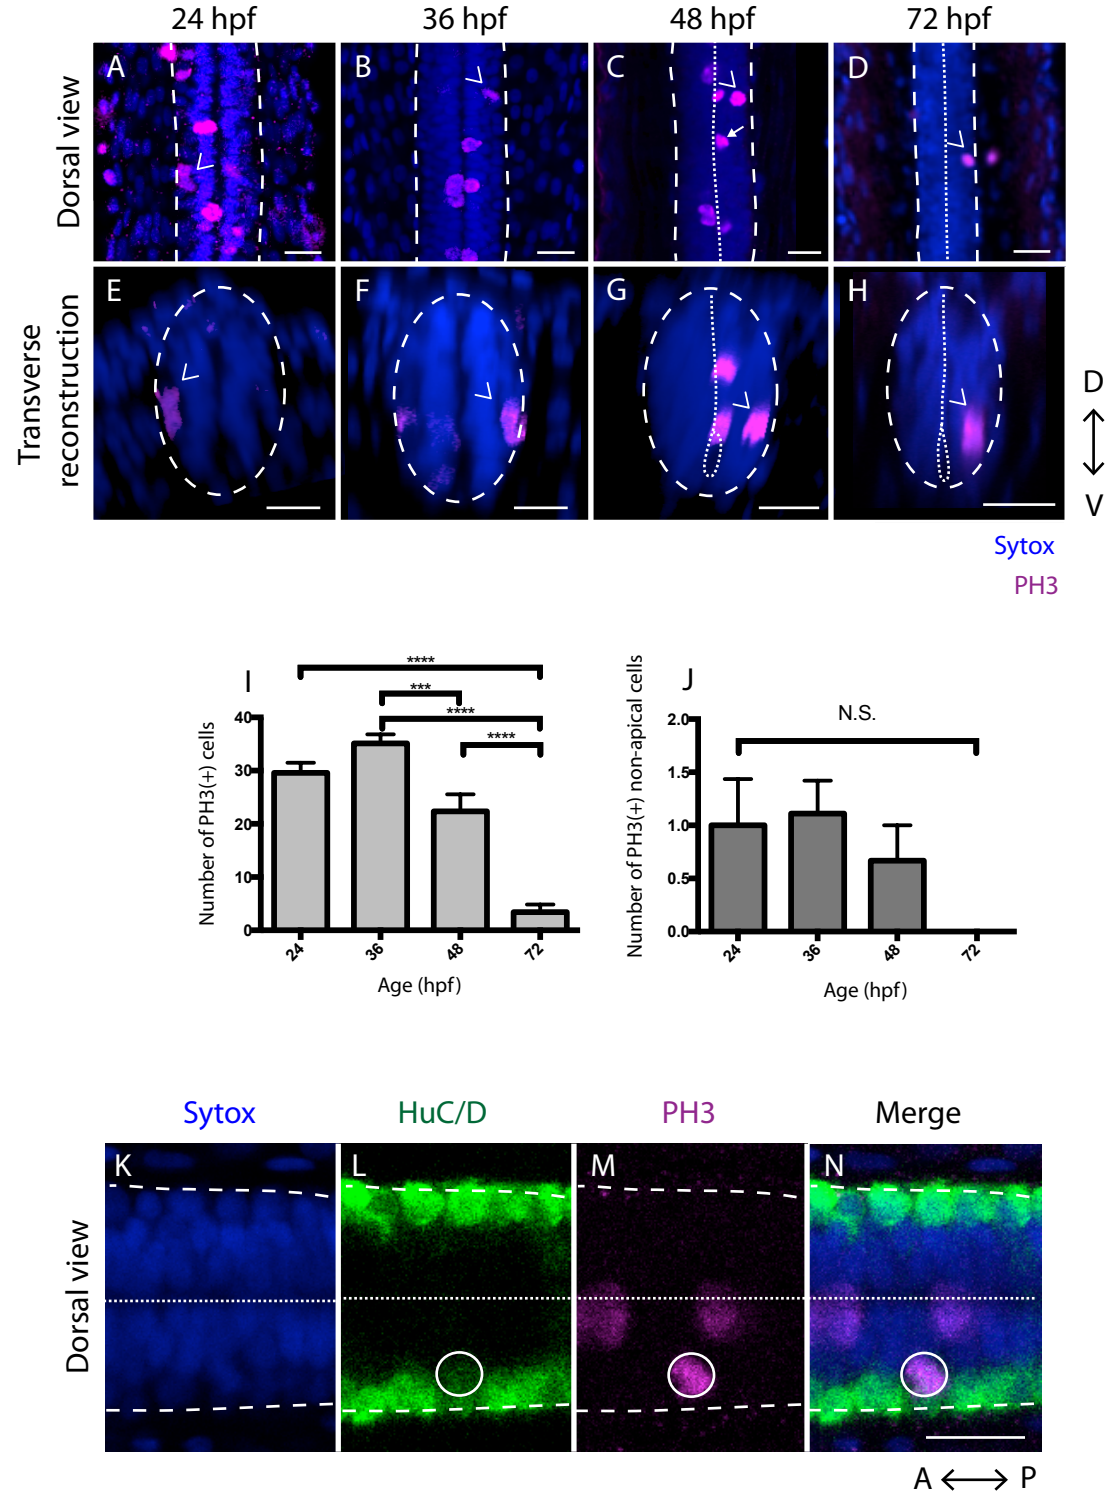 24 hpf
36 hpf
48 hpf
72 hpf
Dorsal view
A
B
C
D
Transverse
reconstruction
E
F
G
H
D
V
Sytox
PH3
I
****
***
****
****
Number of PH3(+) cells
40
30
20
10
0
24
36
48
72
Age (hpf)
J
N.S.
Number of PH3(+) non-apical cells
2.0
1.5
1.0
0.5
0.0
24
36
48
72
Age (hpf)
Sytox
HuC/D
PH3
Merge
Dorsal view
K
L
M
N
A
P